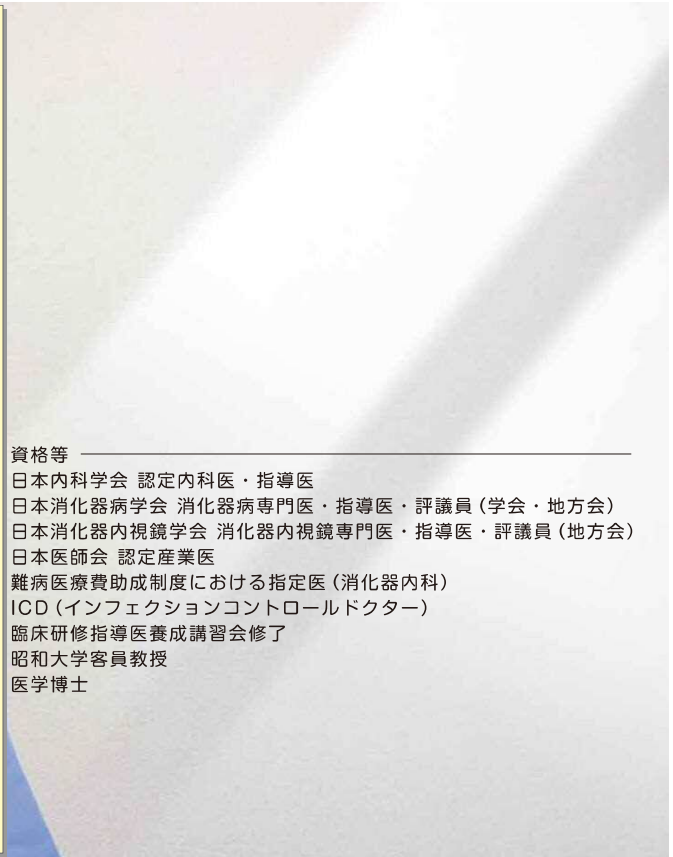 資格等
日本内科学会 認定内科医・指導医
日本消化器病学会 消化器病専門医・指導医・評議員（学会・地方会）
日本消化器内視鏡学会 消化器内視鏡専門医・指導医・評議員（地方会）
日本医師会 認定産業医
難病医療費助成制度における指定医（消化器内科）
ICD（インフェクションコントロールドクター）
臨床研修指導医養成講習会修了
昭和大学客員教授
医学博士